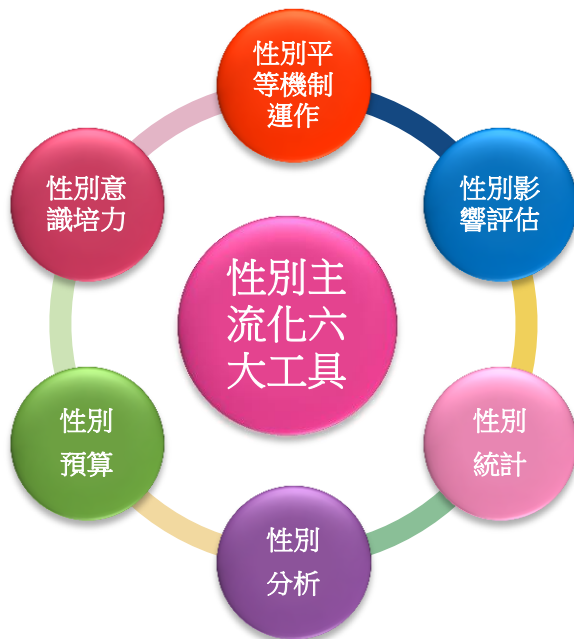 性別平
等機制
運作
性別影
響評估
性別
統計
性別
分析
性別
預算
性別意
識培力
性別主
流化六
大工具